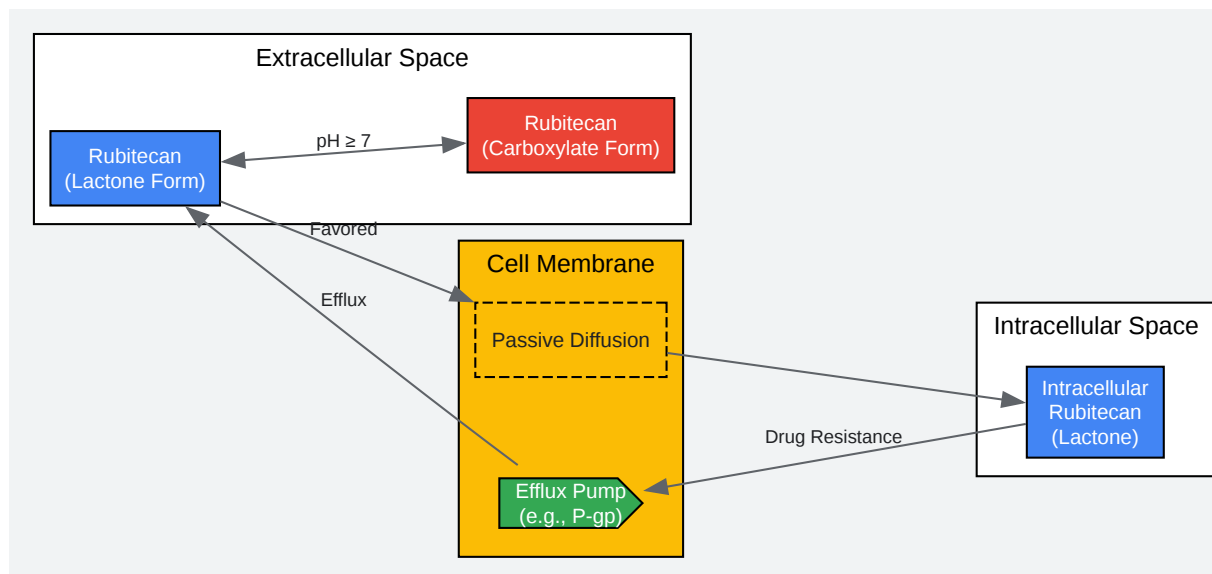 Extracellular Space
Rubitecan
(Lactone Form)
pH ≥ 7
Rubitecan
(Carboxylate Form)
Favored
Efflux
Cell Membrane
Passive Diffusion
Efflux Pump
(e.g., P-gp)
Drug Resistance
Intracellular Space
Intracellular
Rubitecan
(Lactone)